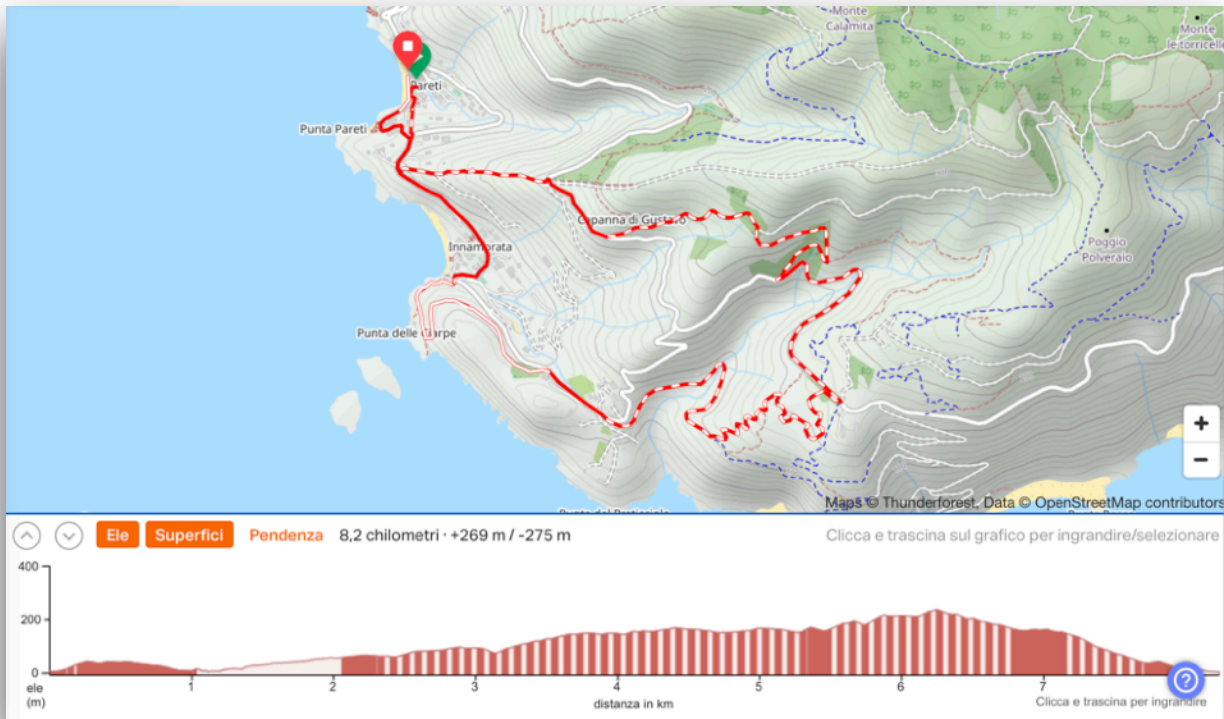 Monte
Calamita
Monte
le torricelle
Pareti
Punta Pareti
Capanna di Gustavo
Innamorata
Poggio
Polveraio
Punta delle Ciarpe
+
−
Maps © Thunderforest, Data © OpenStreetMap contributors
Ele
Superfici
Pendenza
8,2 chilometri · +269 m / -275 m
Clicca e trascina sul grafico per ingrandire/selezionare
400
200
0
ele
(m)
1
2
3
4
5
6
7
distanza in km
Clicca e trascina per ingrandire
?